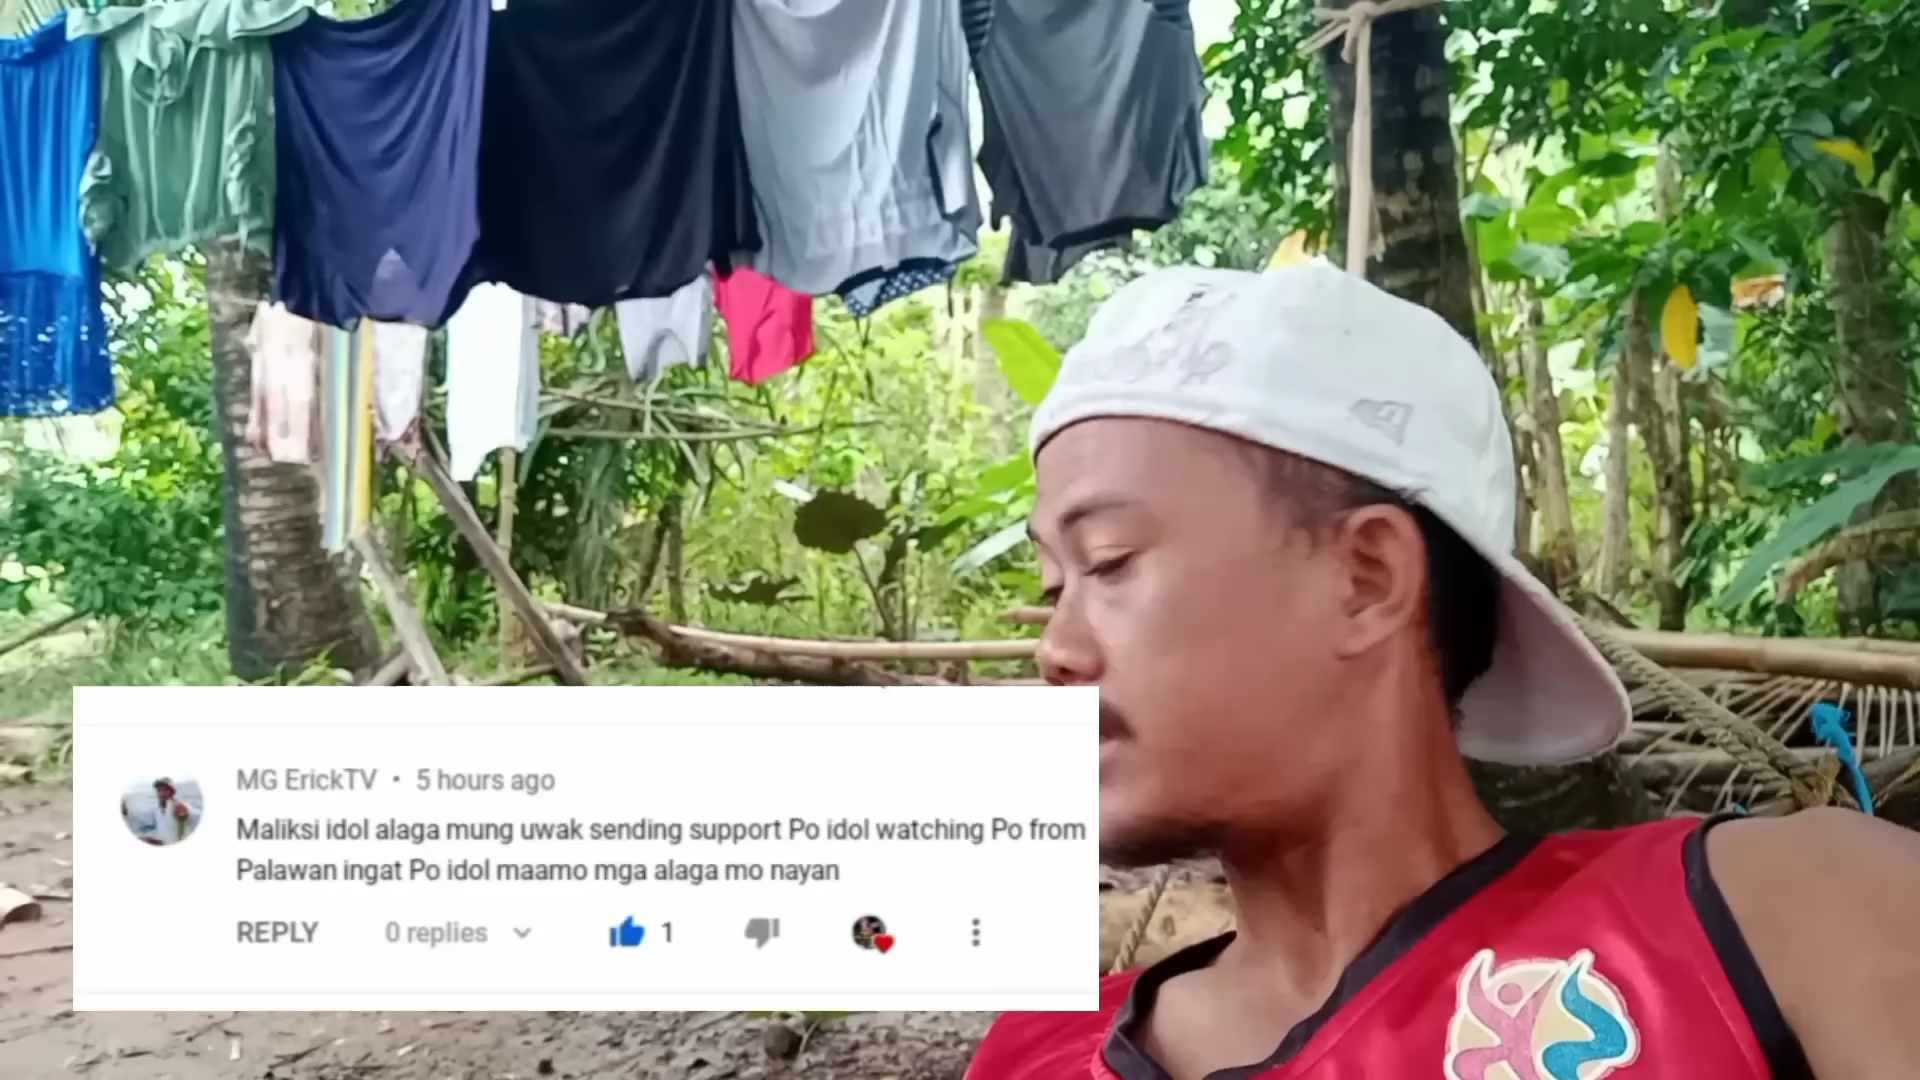 MG ErickTV • 5 hours ago
Maliksi idol alaga mung uwak sending support Po idol watching Po from
Palawan ingat Po idol maamo mga alaga mo nayan
REPLY 0 replies 1